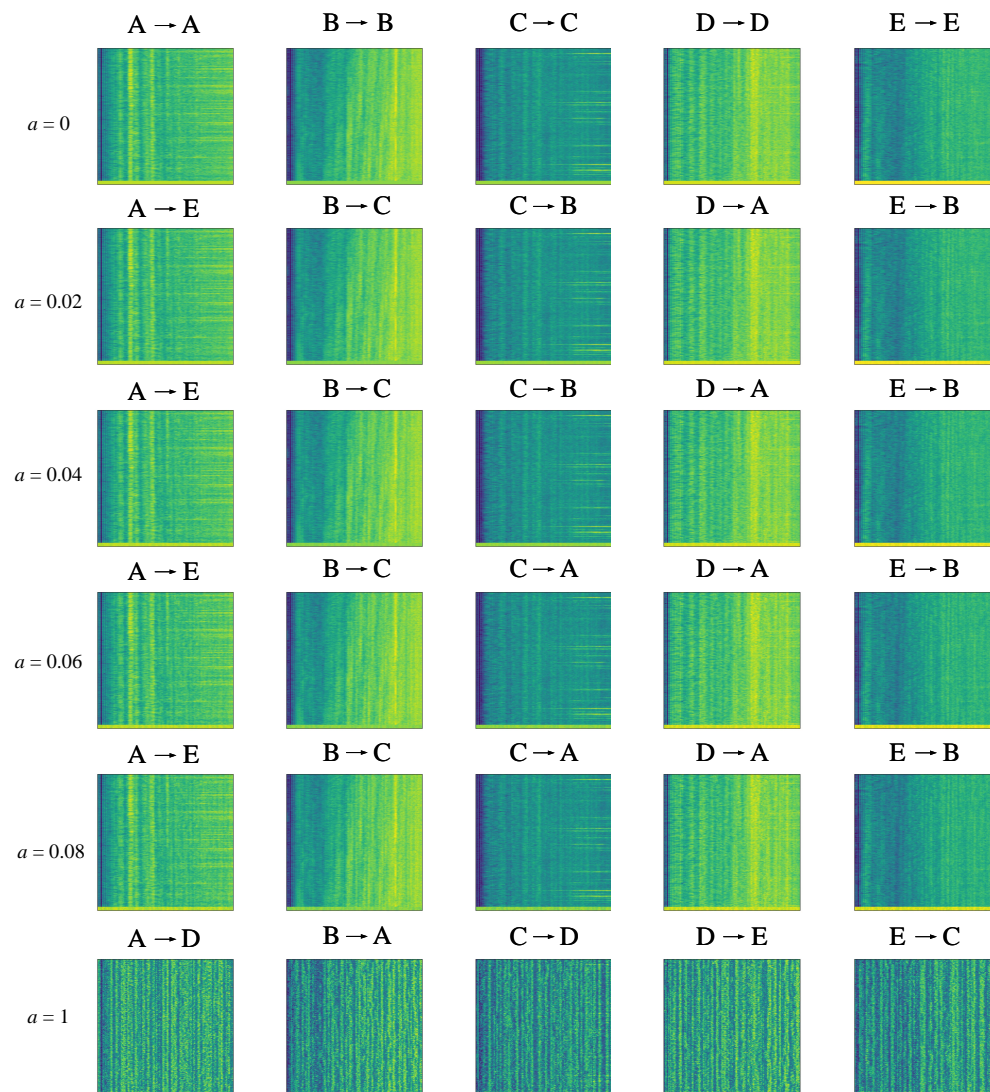 A → A B → B C → C D → D E → E
a = 0
A → E B → C C → B D → A E → B
a = 0.02
A → E B → C C → B D → A E → B
a = 0.04
A → E B → C C → A D → A E → B
a = 0.06
A → E B → C C → A D → A E → B
a = 0.08
A → D B → A C → D D → E E → C
a = 1